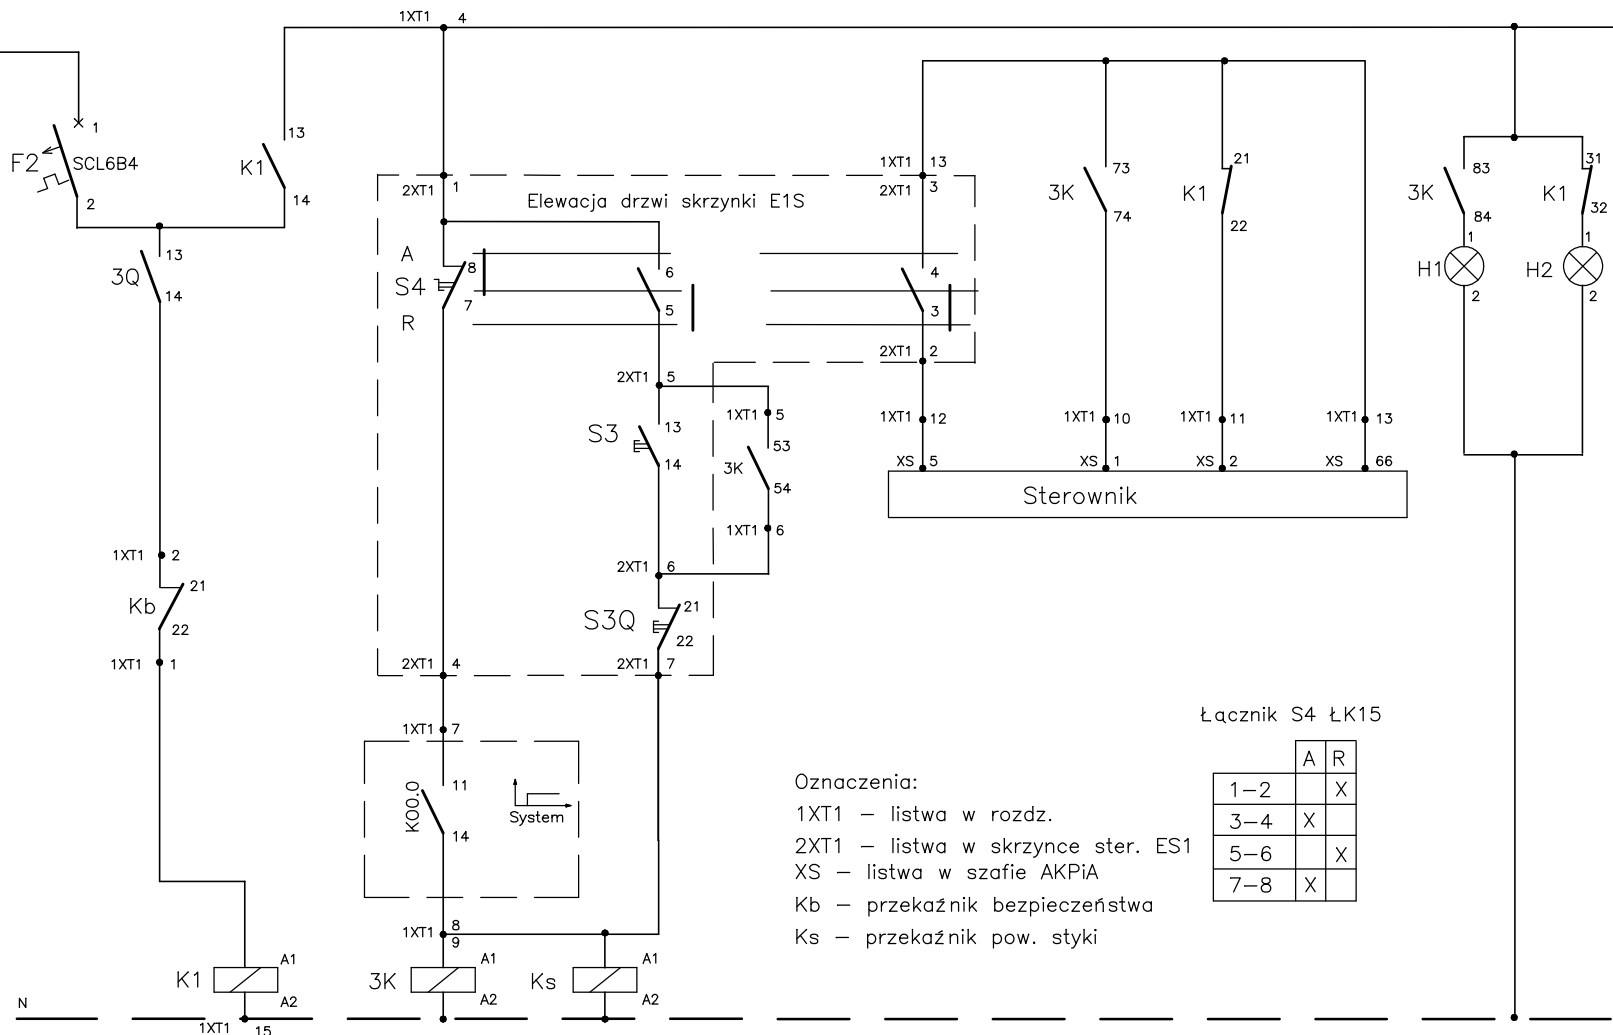 1XT1 4
1
F2 SCL6B4
2
13
K1
14
13
3Q
14
1XT1 2
21
Kb
22
1XT1 1
A1
K1
A2
N
1XT1 15
2XT1 1
Elewacja drzwi skrzynki E1S
A
8
S4
7
R
6
5
1XT1 13
2XT1 3
4
3
2XT1 2
2XT1 5
13
S3
14
1XT1 5
53
3K
54
1XT1 6
2XT1 6
21
S3Q
22
2XT1 4
2XT1 7
1XT1 7
11
K00.0
14
System
1XT1 8
9
A1
3K
A2
A1
Ks
A2
73
3K
74
21
K1
22
1XT1 12
1XT1 10
1XT1 11
1XT1 13
XS 5
XS 1
XS 2
XS 66
Sterownik
83
3K
84
31
K1
32
1
H1
2
1
H2
2
Oznaczenia:
1XT1 – listwa w rozdz.
2XT1 – listwa w skrzynce ster. ES1
XS – listwa w szafie AKPiA
Kb – przekaźnik bezpieczeństwa
Ks – przekaźnik pow. styki
Łącznik S4 ŁK15
A R
1–2 X
3–4 X
5–6 X
7–8 X